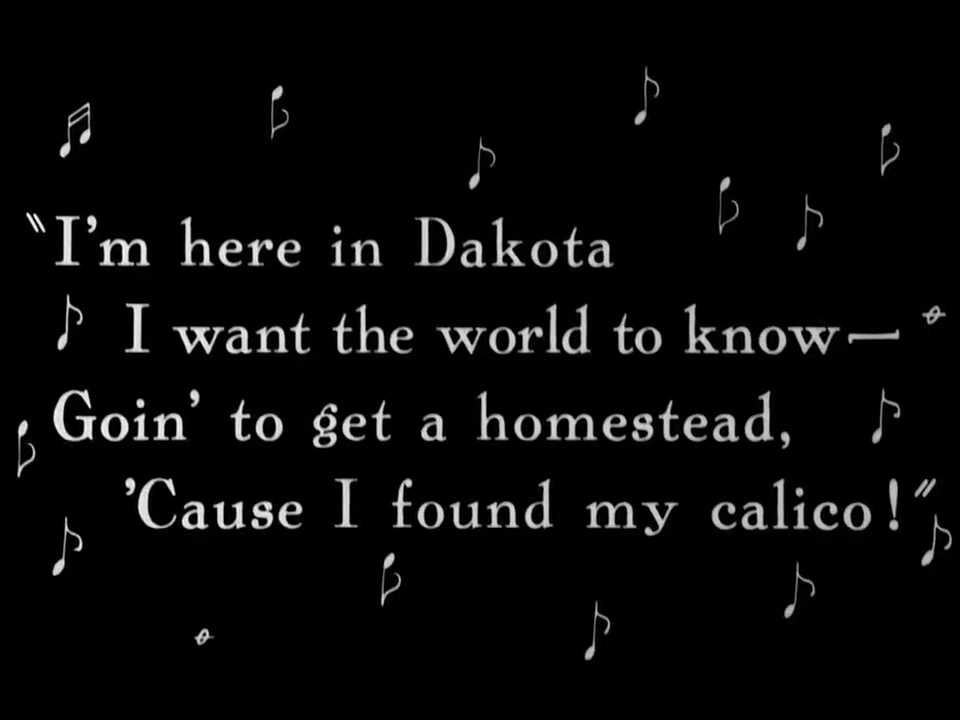 "I'm here in Dakota
I want the world to know—
Goin' to get a homestead,
'Cause I found my calico!"